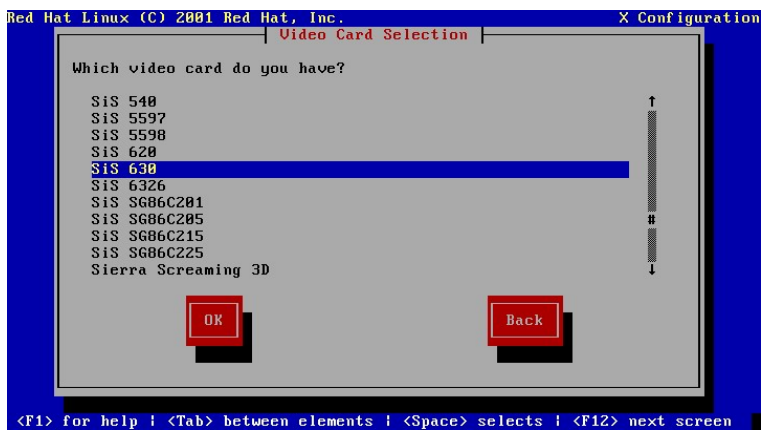 Red Hat Linux (C) 2001 Red Hat, Inc. X Configuration
Video Card Selection
Which video card do you have?
SiS 540
SiS 5597
SiS 5598
SiS 620
SiS 630
SiS 6326
SiS SG86C201
SiS SG86C205
SiS SG86C215
SiS SG86C225
Sierra Screaming 3D
OK Back
<F1> for help | <Tab> between elements | <Space> selects | <F12> next screen